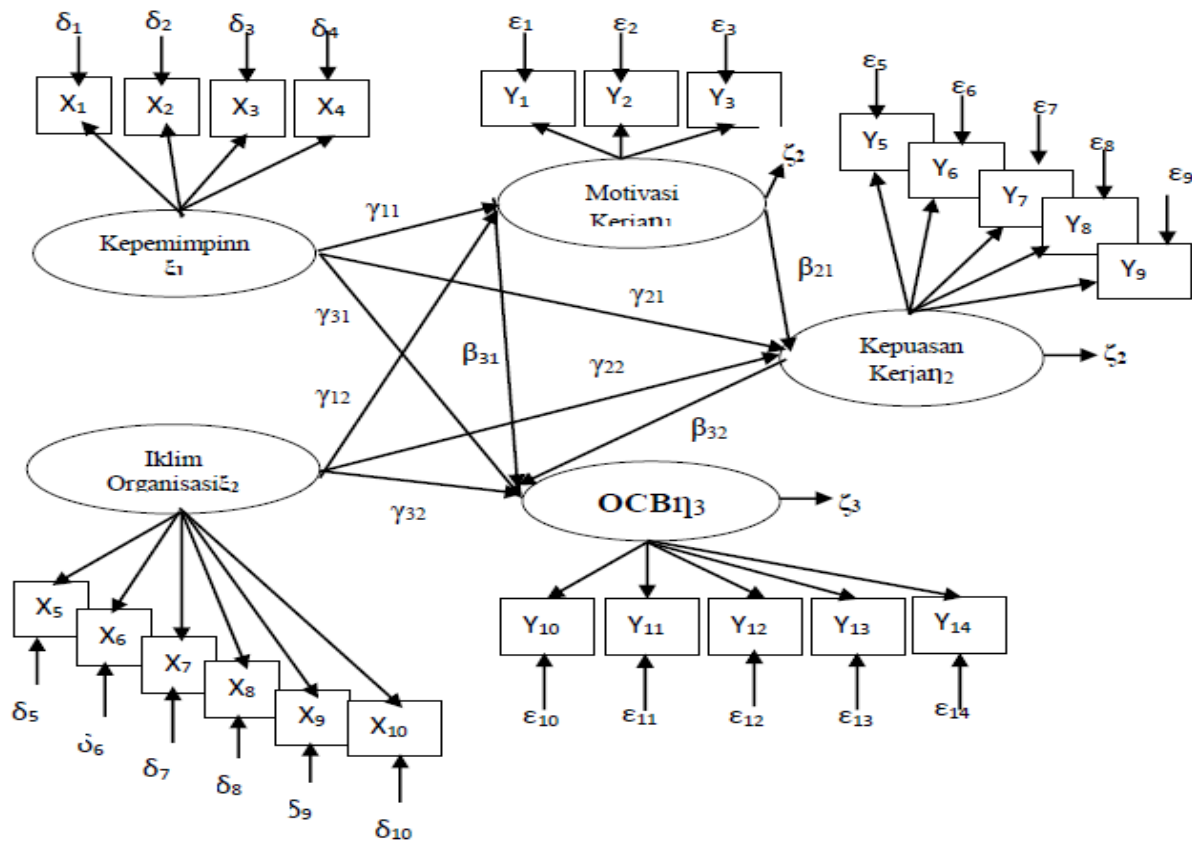 δ1 δ2 δ3 δ4
X1 X2 X3 X4
Kepemimpinn
ξ1
ε1 ε2 ε3
Y1 Y2 Y3
Motivasi
Kerjaη1
ζ2
ε5 ε6 ε7 ε8 ε9
Y5 Y6 Y7 Y8 Y9
γ11
γ21
γ31
β31
γ12
γ22
β21
β32
γ32
Kepuasan
Kerjaη2
ζ2
Iklim
Organisasiξ2
OCBη3
ζ3
X5 X6 X7 X8 X9 X10
δ5 δ6 δ7 δ8 δ9 δ10
Y10 Y11 Y12 Y13 Y14
ε10 ε11 ε12 ε13 ε14